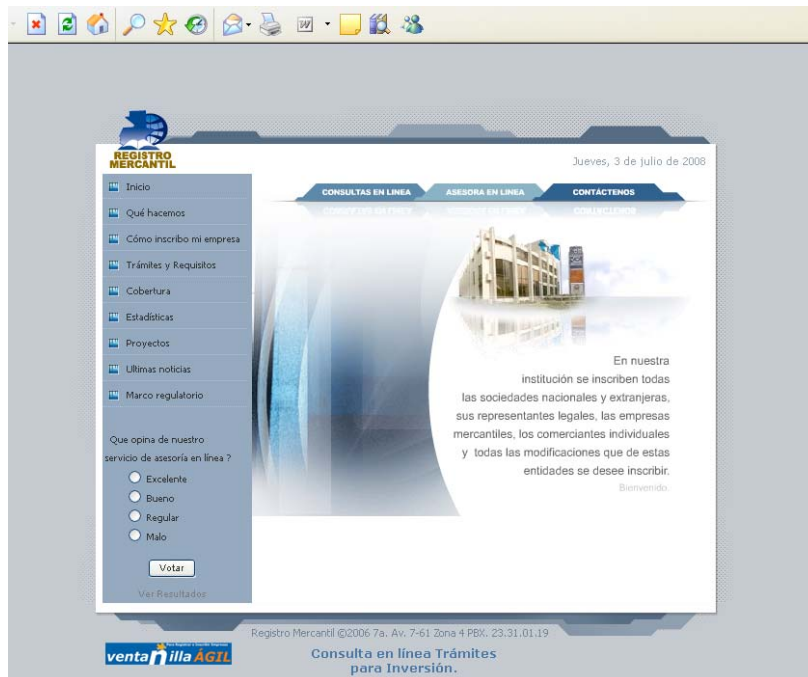 REGISTRO
MERCANTIL
Jueves, 3 de julio de 2008
CONSULTAS EN LINEA
ASESORA EN LINEA
CONTÁCTENOS
Inicio
Qué hacemos
Cómo inscribo mi empresa
Trámites y Requisitos
Cobertura
Estadísticas
Proyectos
Ultimas noticias
Marco regulatorio
Que opina de nuestro
servicio de asesoría en línea ?
Excelente
Bueno
Regular
Malo
Votar
Ver Resultados
En nuestra
institución se inscriben todas
las sociedades nacionales y extranjeras,
sus representantes legales, las empresas
mercantiles, los comerciantes individuales
y todas las modificaciones que de estas
entidades se desee inscribir.
Bienvenido.
Registro Mercantil ©2006 7a. Av. 7-61 Zona 4 PBX. 23.31.01.19
ventanilla ÁGIL
Consulta en línea Trámites
para Inversión.